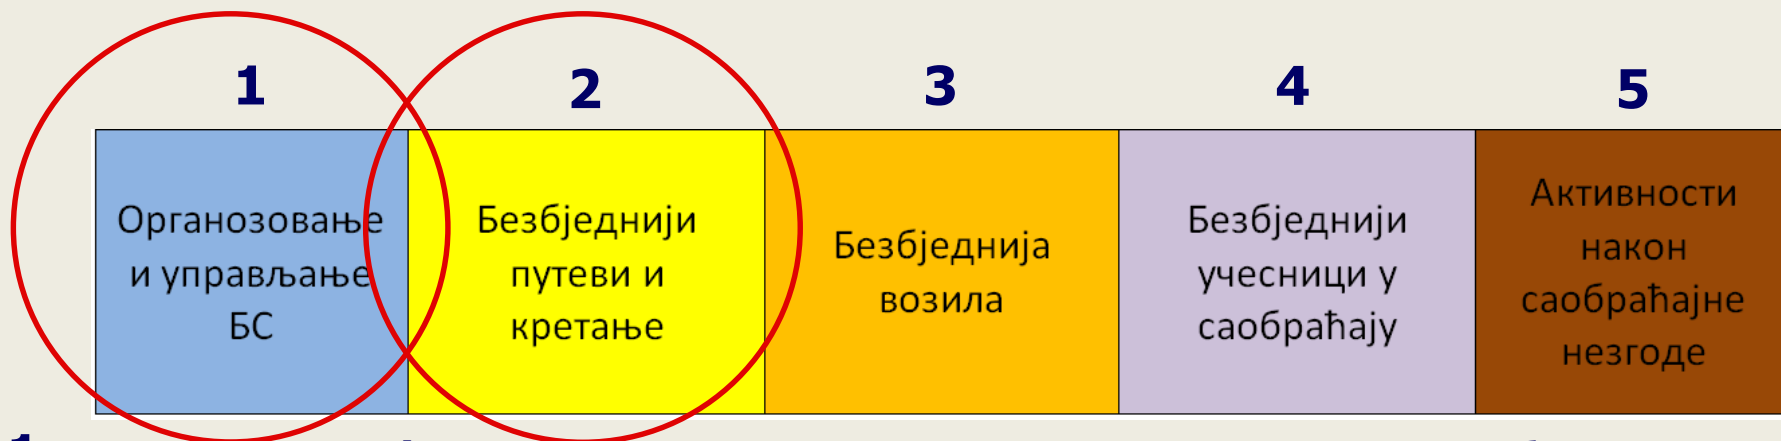 1
2
3
4
5
Органозовање
и управљање
БС
Безбједнији
путеви и
кретање
Безбједнија
возила
Безбједнији
учесници у
саобраћају
Активности
након
саобраћајне
незгоде